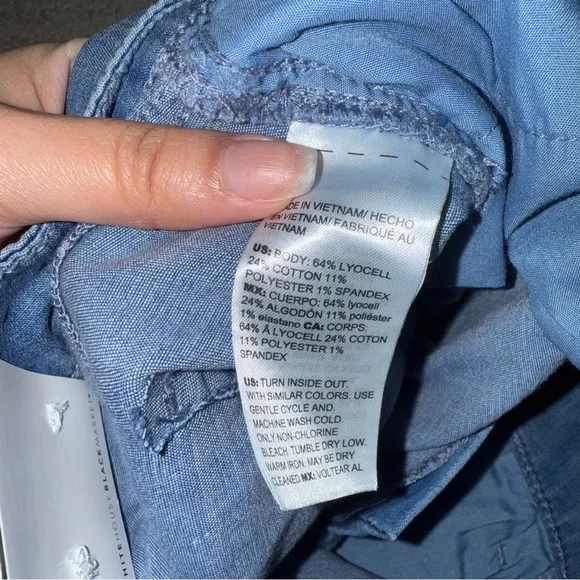 MADE IN VIETNAM/ HECHO
EN VIETNAM/ FABRIQUÉ AU
VIETNAM
US: BODY: 64% LYOCELL
24% COTTON 11%
POLYESTER 1% SPANDEX
MX: CUERPO: 64% lyocell
24% ALGODÓN 11% poliéster
1% elastano CA: CORPS:
64% Á LYOCELL 24% COTON
11% POLYESTER 1%
SPANDEX
US: TURN INSIDE OUT.
WITH SIMILAR COLORS. USE
GENTLE CYCLE AND.
MACHINE WASH COLD.
ONLY NON-CHLORINE
BLEACH. TUMBLE DRY LOW.
WARM IRON. MAY BE DRY
CLEANED MX: VOLTEAR AL
WHITEHOUSEBLACKMARKET